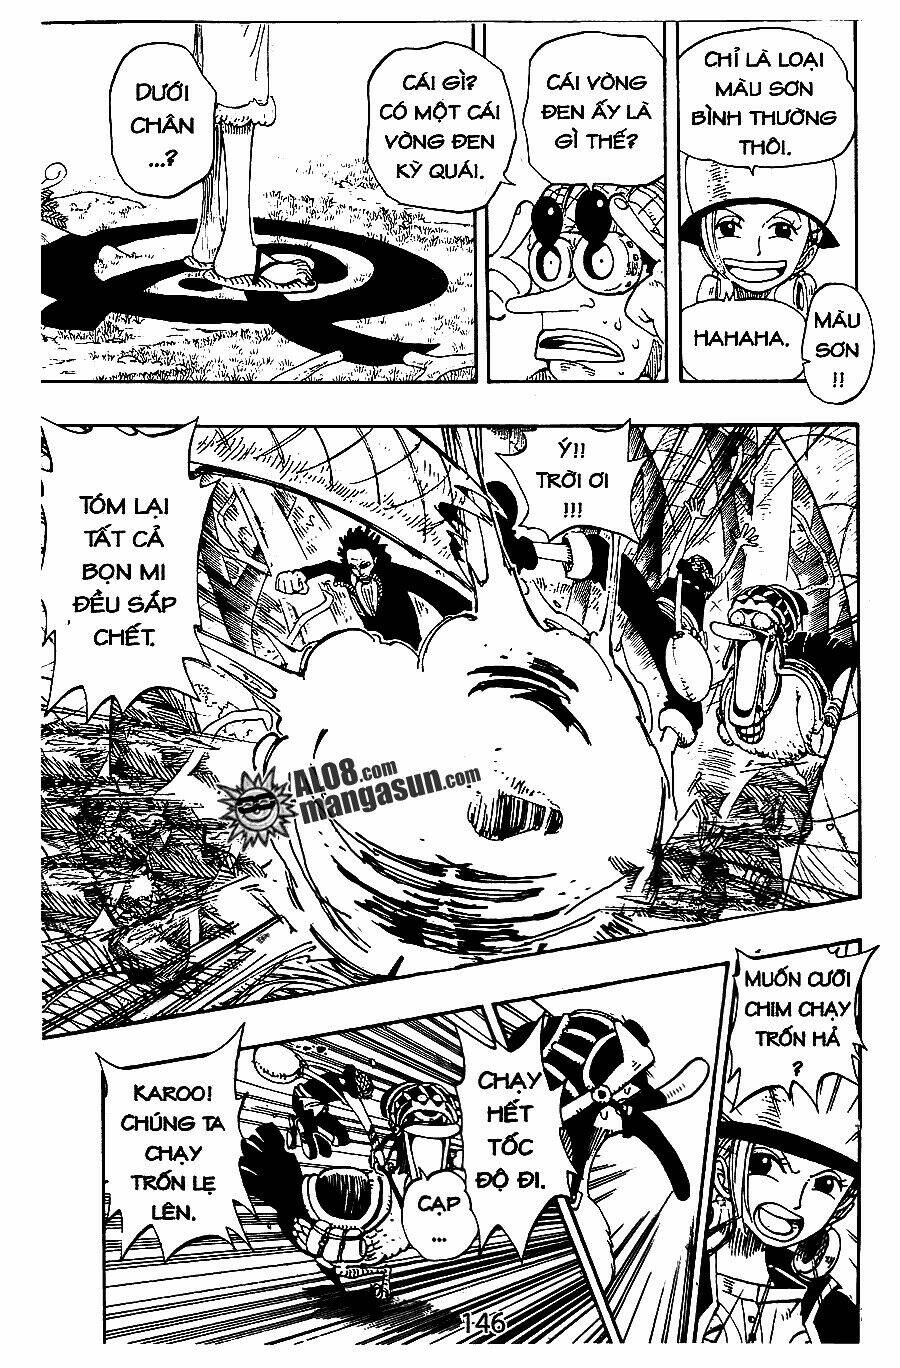 CHỈ LÀ LOẠI
MÀU SƠN
BÌNH THƯỜNG
THÔI.
HAHAHA.
MÀU
SƠN
!!
CÁI VÒNG
ĐEN ẤY LÀ
GÌ THẾ?
CÁI GÌ?
CÓ MỘT CÁI
VÒNG ĐEN
KỲ QUÁI.
DƯỚI
CHÂN
...?
Ý!!
TRỜI ƠI
!!!
TÓM LẠI
TẤT CẢ
BỌN MI
ĐỀU SẮP
CHẾT.
AL08.com
mangasun.com
MUỐN CƯỠI
CHIM CHẠY
TRỐN HẢ
?
CHẠY
HẾT
TỐC
ĐỘ ĐI.
CẠP
...
KAROO!
CHÚNG TA
CHẠY
TRỐN LẸ
LÊN.
146